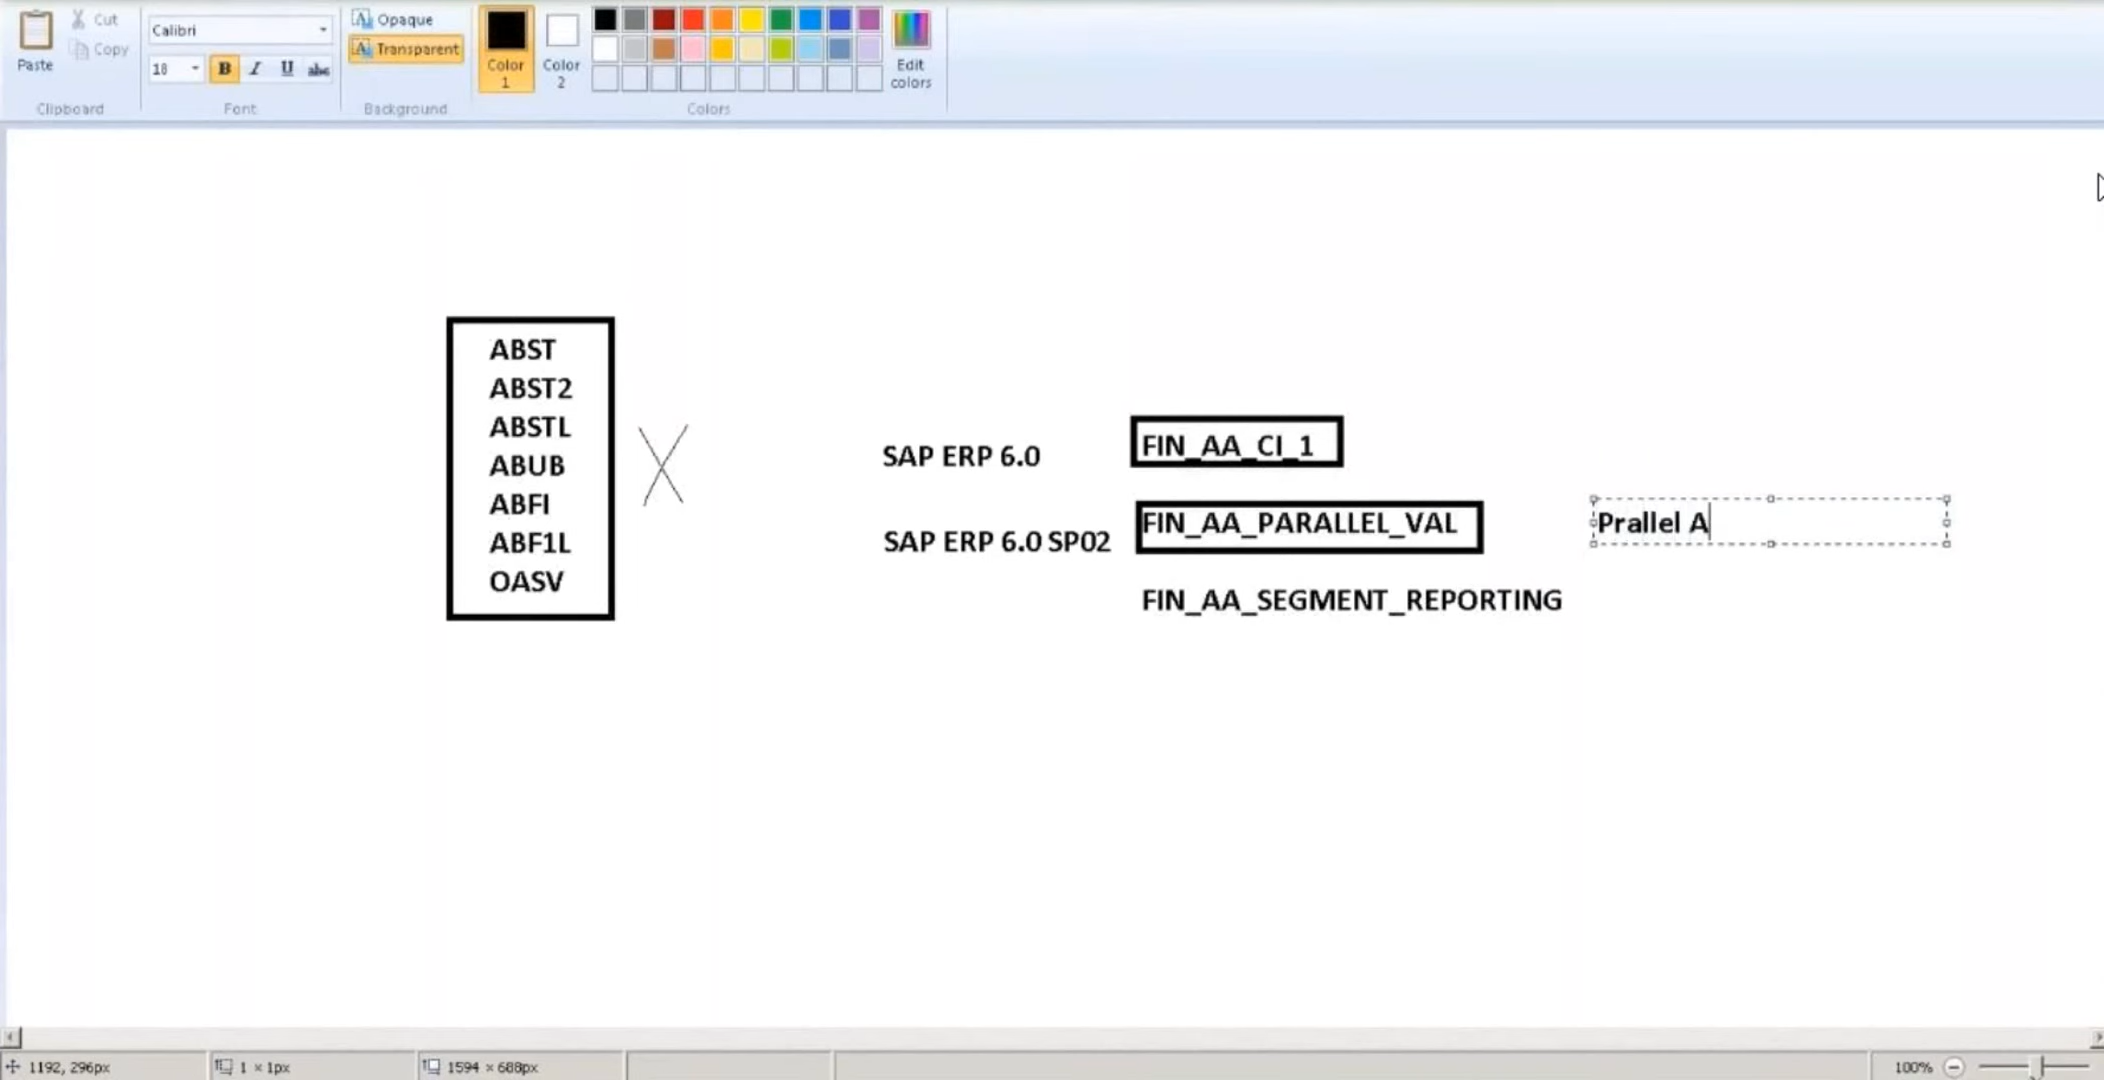 Cut
Copy
Paste
Clipboard
Calibri
18
B I U abc
Font
Opaque
Transparent
Background
Color 1
Color 2
Edit colors
Colors
ABST
ABST2
ABSTL
ABUB
ABFI
ABF1L
OASV
SAP ERP 6.0
FIN_AA_CI_1
SAP ERP 6.0 SP02
FIN_AA_PARALLEL_VAL
Prallel A
FIN_AA_SEGMENT_REPORTING
1192, 296px
1 × 1px
1594 × 688px
100%